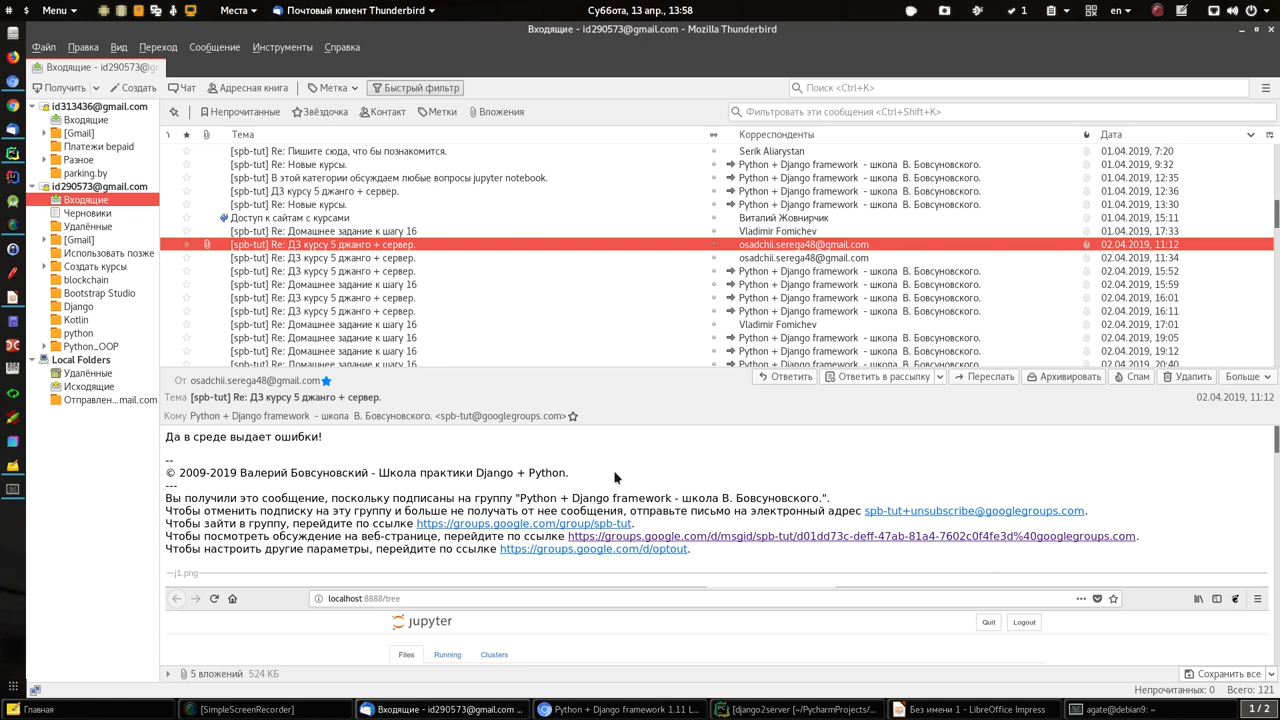 Суббота, 13 апр., 13:58
Входящие - id290573@gmail.com - Mozilla Thunderbird
Файл Правка Вид Переход Сообщение Инструменты Справка
Входящие - id290573@g
Получить Создать Чат Адресная книга Метка Быстрый фильтр Поиск <Ctrl+K>
Непрочитанные Звёздочка Контакт Метки Вложения Фильтровать эти сообщения <Ctrl+Shift+K>
Тема Корреспонденты Дата
id313436@gmail.com
Входящие
[Gmail]
Платежи bepaid
Разное
parking.by
id290573@gmail.com
Входящие
Черновики
Удалённые
[Gmail]
Использовать позже
Создать курсы
blockchain
Bootstrap Studio
Django
Kotlin
python
Python_OOP
Local Folders
Удалённые
Исходящие
Отправлен...mail.com
[spb-tut] Re: Пишите сюда, что бы познакомится. Serik Aliarystan 01.04.2019, 7:20
[spb-tut] Re: Новые курсы. Python + Django framework - школа В. Бовсуновского. 01.04.2019, 9:32
[spb-tut] В этой категории обсуждаем любые вопросы jupyter notebook. Python + Django framework - школа В. Бовсуновского. 01.04.2019, 12:35
[spb-tut] ДЗ курсу 5 джанго + сервер. Python + Django framework - школа В. Бовсуновского. 01.04.2019, 12:36
[spb-tut] Re: Новые курсы. Python + Django framework - школа В. Бовсуновского. 01.04.2019, 13:30
Доступ к сайтам с курсами Виталий Жовнирчик 01.04.2019, 15:11
[spb-tut] Re: Домашнее задание к шагу 16 Vladimir Fomichev 01.04.2019, 17:33
[spb-tut] Re: ДЗ курсу 5 джанго + сервер. osadchii.serega48@gmail.com 02.04.2019, 11:12
[spb-tut] Re: ДЗ курсу 5 джанго + сервер. osadchii.serega48@gmail.com 02.04.2019, 11:34
[spb-tut] Re: ДЗ курсу 5 джанго + сервер. Python + Django framework - школа В. Бовсуновского. 02.04.2019, 15:52
[spb-tut] Re: Домашнее задание к шагу 16 Python + Django framework - школа В. Бовсуновского. 02.04.2019, 15:59
[spb-tut] Re: ДЗ курсу 5 джанго + сервер. Python + Django framework - школа В. Бовсуновского. 02.04.2019, 16:01
[spb-tut] Re: ДЗ курсу 5 джанго + сервер. Python + Django framework - школа В. Бовсуновского. 02.04.2019, 16:11
[spb-tut] Re: Домашнее задание к шагу 16 Vladimir Fomichev 02.04.2019, 17:01
[spb-tut] Re: Домашнее задание к шагу 16 Python + Django framework - школа В. Бовсуновского. 02.04.2019, 19:05
[spb-tut] Re: Домашнее задание к шагу 16 Python + Django framework - школа В. Бовсуновского. 02.04.2019, 19:12
[spb-tut] Re: Домашнее задание к шагу 16 Python + Django framework - школа В. Бовсуновского. 02.04.2019, 20:40
От osadchii.serega48@gmail.com Ответить Ответить в рассылку Переслать Архивировать Спам Удалить Больше
Тема [spb-tut] Re: ДЗ курсу 5 джанго + сервер. 02.04.2019, 11:12
Кому Python + Django framework - школа В. Бовсуновского. <spb-tut@googlegroups.com>
Да в среде выдает ошибки!
--
© 2009-2019 Валерий Бовсуновский - Школа практики Django + Python.
---
Вы получили это сообщение, поскольку подписаны на группу "Python + Django framework - школа В. Бовсуновского.".
Чтобы отменить подписку на эту группу и больше не получать от нее сообщения, отправьте письмо на электронный адрес spb-tut+unsubscribe@googlegroups.com.
Чтобы зайти в группу, перейдите по ссылке https://groups.google.com/group/spb-tut.
Чтобы посмотреть обсуждение на веб-странице, перейдите по ссылке https://groups.google.com/d/msgid/spb-tut/d01dd73c-deff-47ab-81a4-7602c0f4fe3d%40googlegroups.com.
Чтобы настроить другие параметры, перейдите по ссылке https://groups.google.com/d/optout.
j1.png
localhost:8888/tree
jupyter Quit Logout
Files Running Clusters
5 вложений 524 КБ Сохранить все
Непрочитанных: 0 Всего: 121
Главная [SimpleScreenRecorder] Входящие - id290573@gmail.com ... Python + Django framework 1.11 L... [django2server [~/PycharmProjects/... Без имени 1 - LibreOffice Impress agate@debian9: ~ 1 / 2